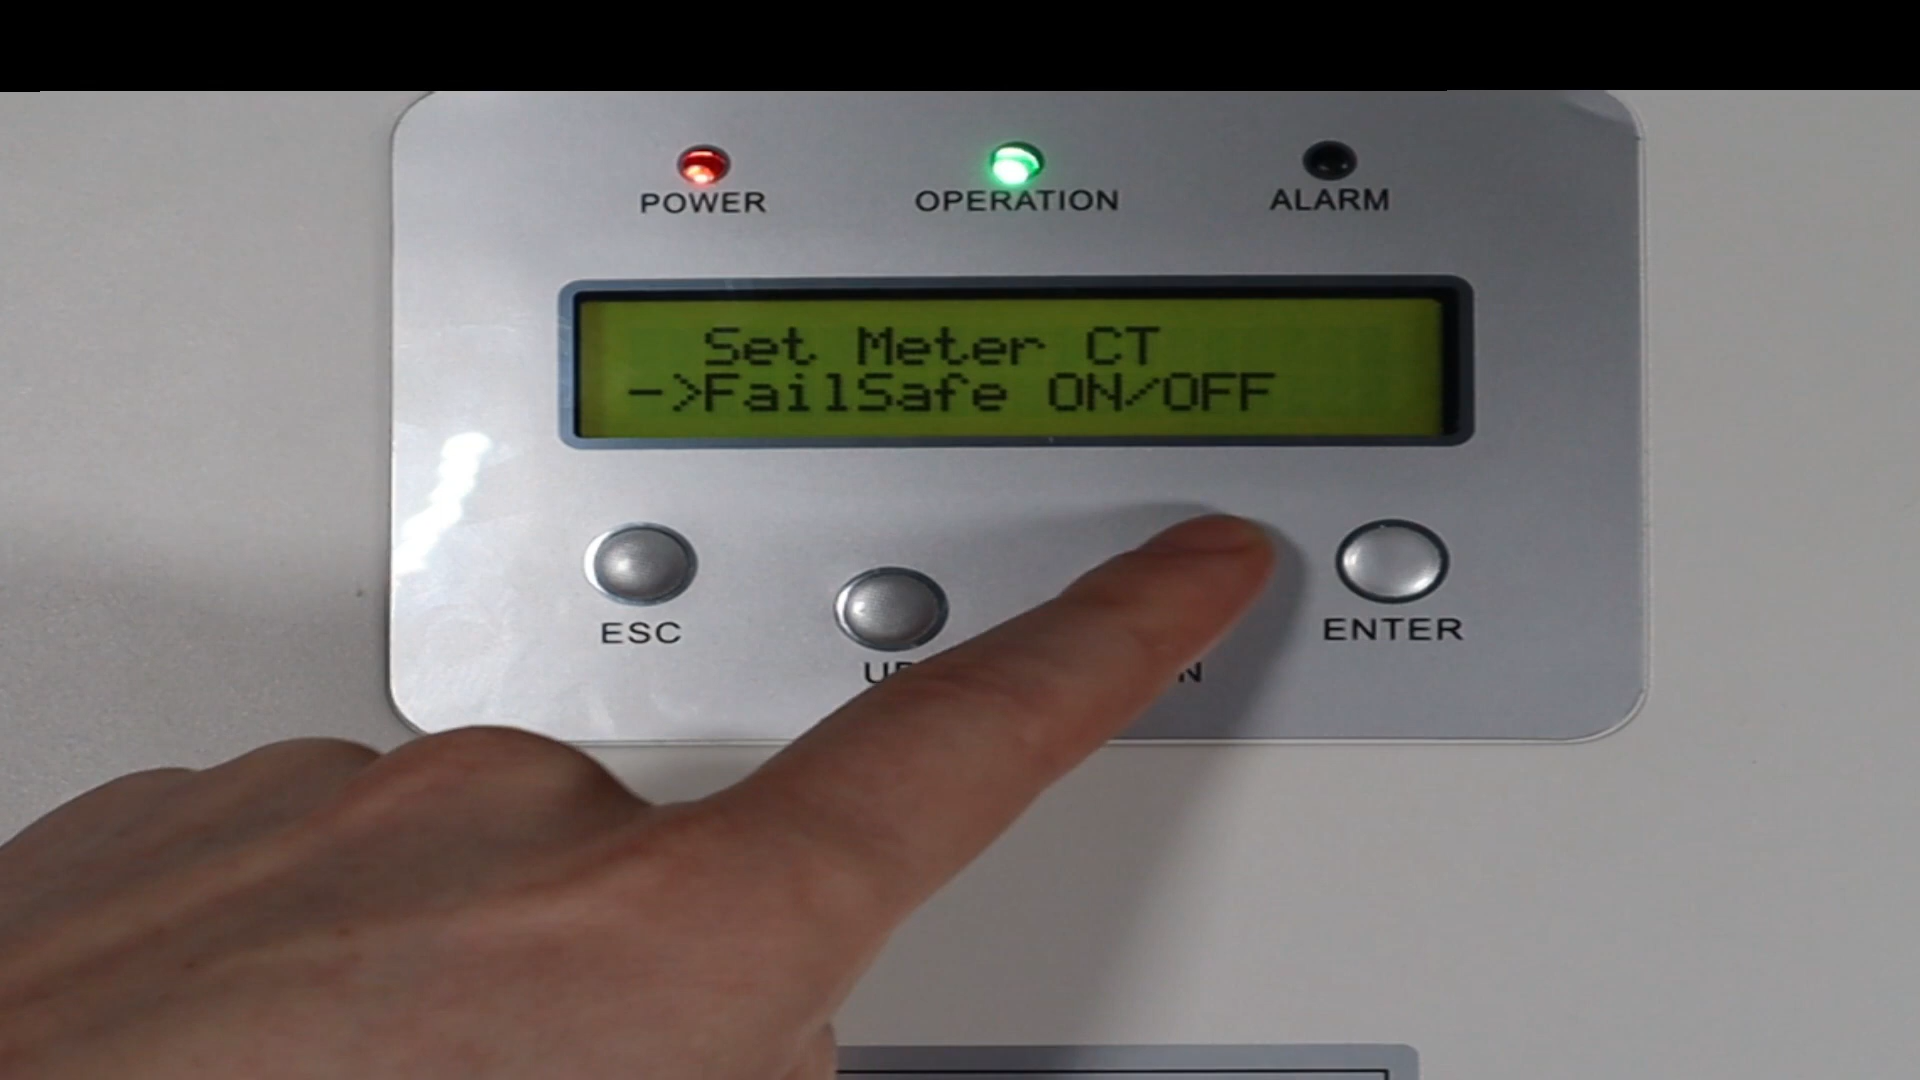 POWER OPERATION ALARM
Set Meter CT
->FailSafe ON/OFF
ESC ENTER